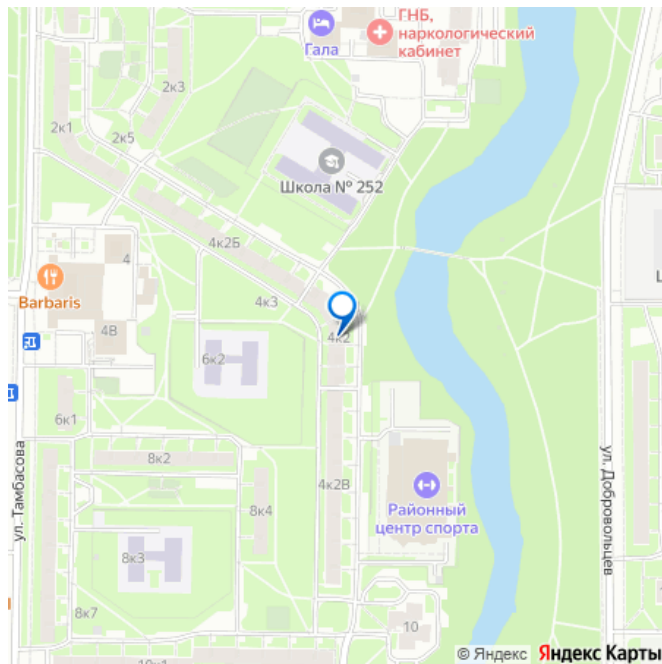 ГНБ,
наркологический
кабинет
Гала
2к3
2к1
2к5
Школа № 252
4к2Б
4
Barbaris
4к3
4В
4к2
6к2
6к1
8к2
ул. Тамбасова
ул. Добровольцев
4к2В
8к4
Районный
центр спорта
8к3
8к7
10
10к1
© Яндекс Яндекс Карты